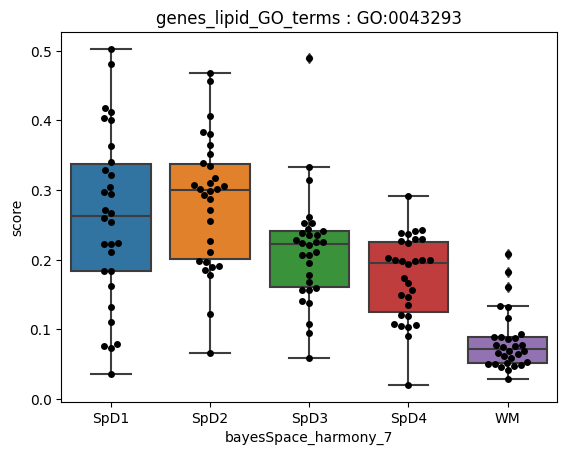 genes_lipid_GO_terms : GO:0043293
score
0.5
0.4
0.3
0.2
0.1
0.0
SpD1 SpD2 SpD3 SpD4 WM
bayesSpace_harmony_7